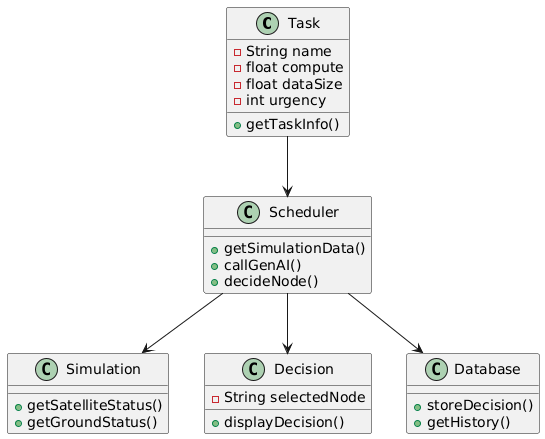 C Task
String name
float compute
float dataSize
int urgency
getTaskInfo()
C Scheduler
getSimulationData()
callGenAI()
decideNode()
C Simulation
getSatelliteStatus()
getGroundStatus()
C Decision
String selectedNode
displayDecision()
C Database
storeDecision()
getHistory()